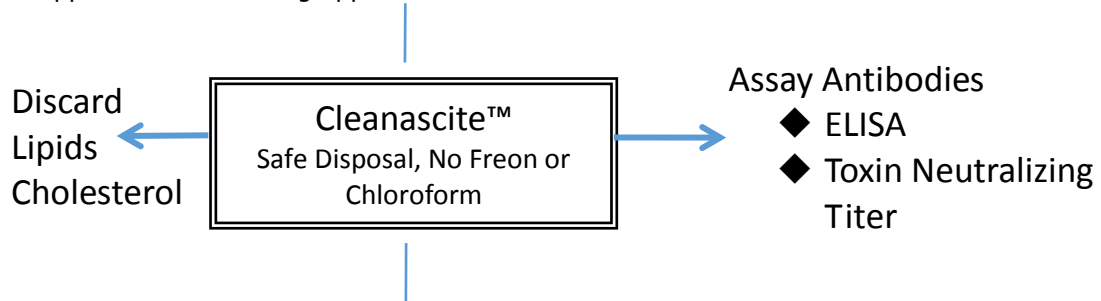 Discard
Lipids
Cholesterol
Cleanascite™
Safe Disposal, No Freon or
Chloroform
Assay Antibodies
◆ ELISA
◆ Toxin Neutralizing
Titer